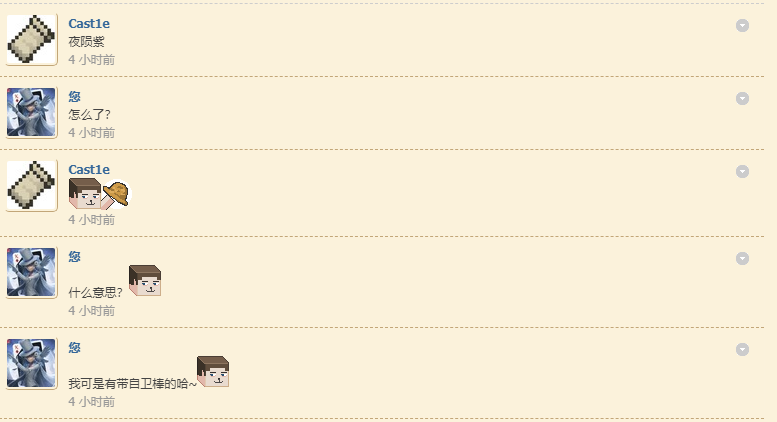 Cast1e
夜陨紫
4 小时前
您
怎么了?
4 小时前
Cast1e
4 小时前
您
什么意思?
4 小时前
您
我可是有带自卫棒的哈~
4 小时前